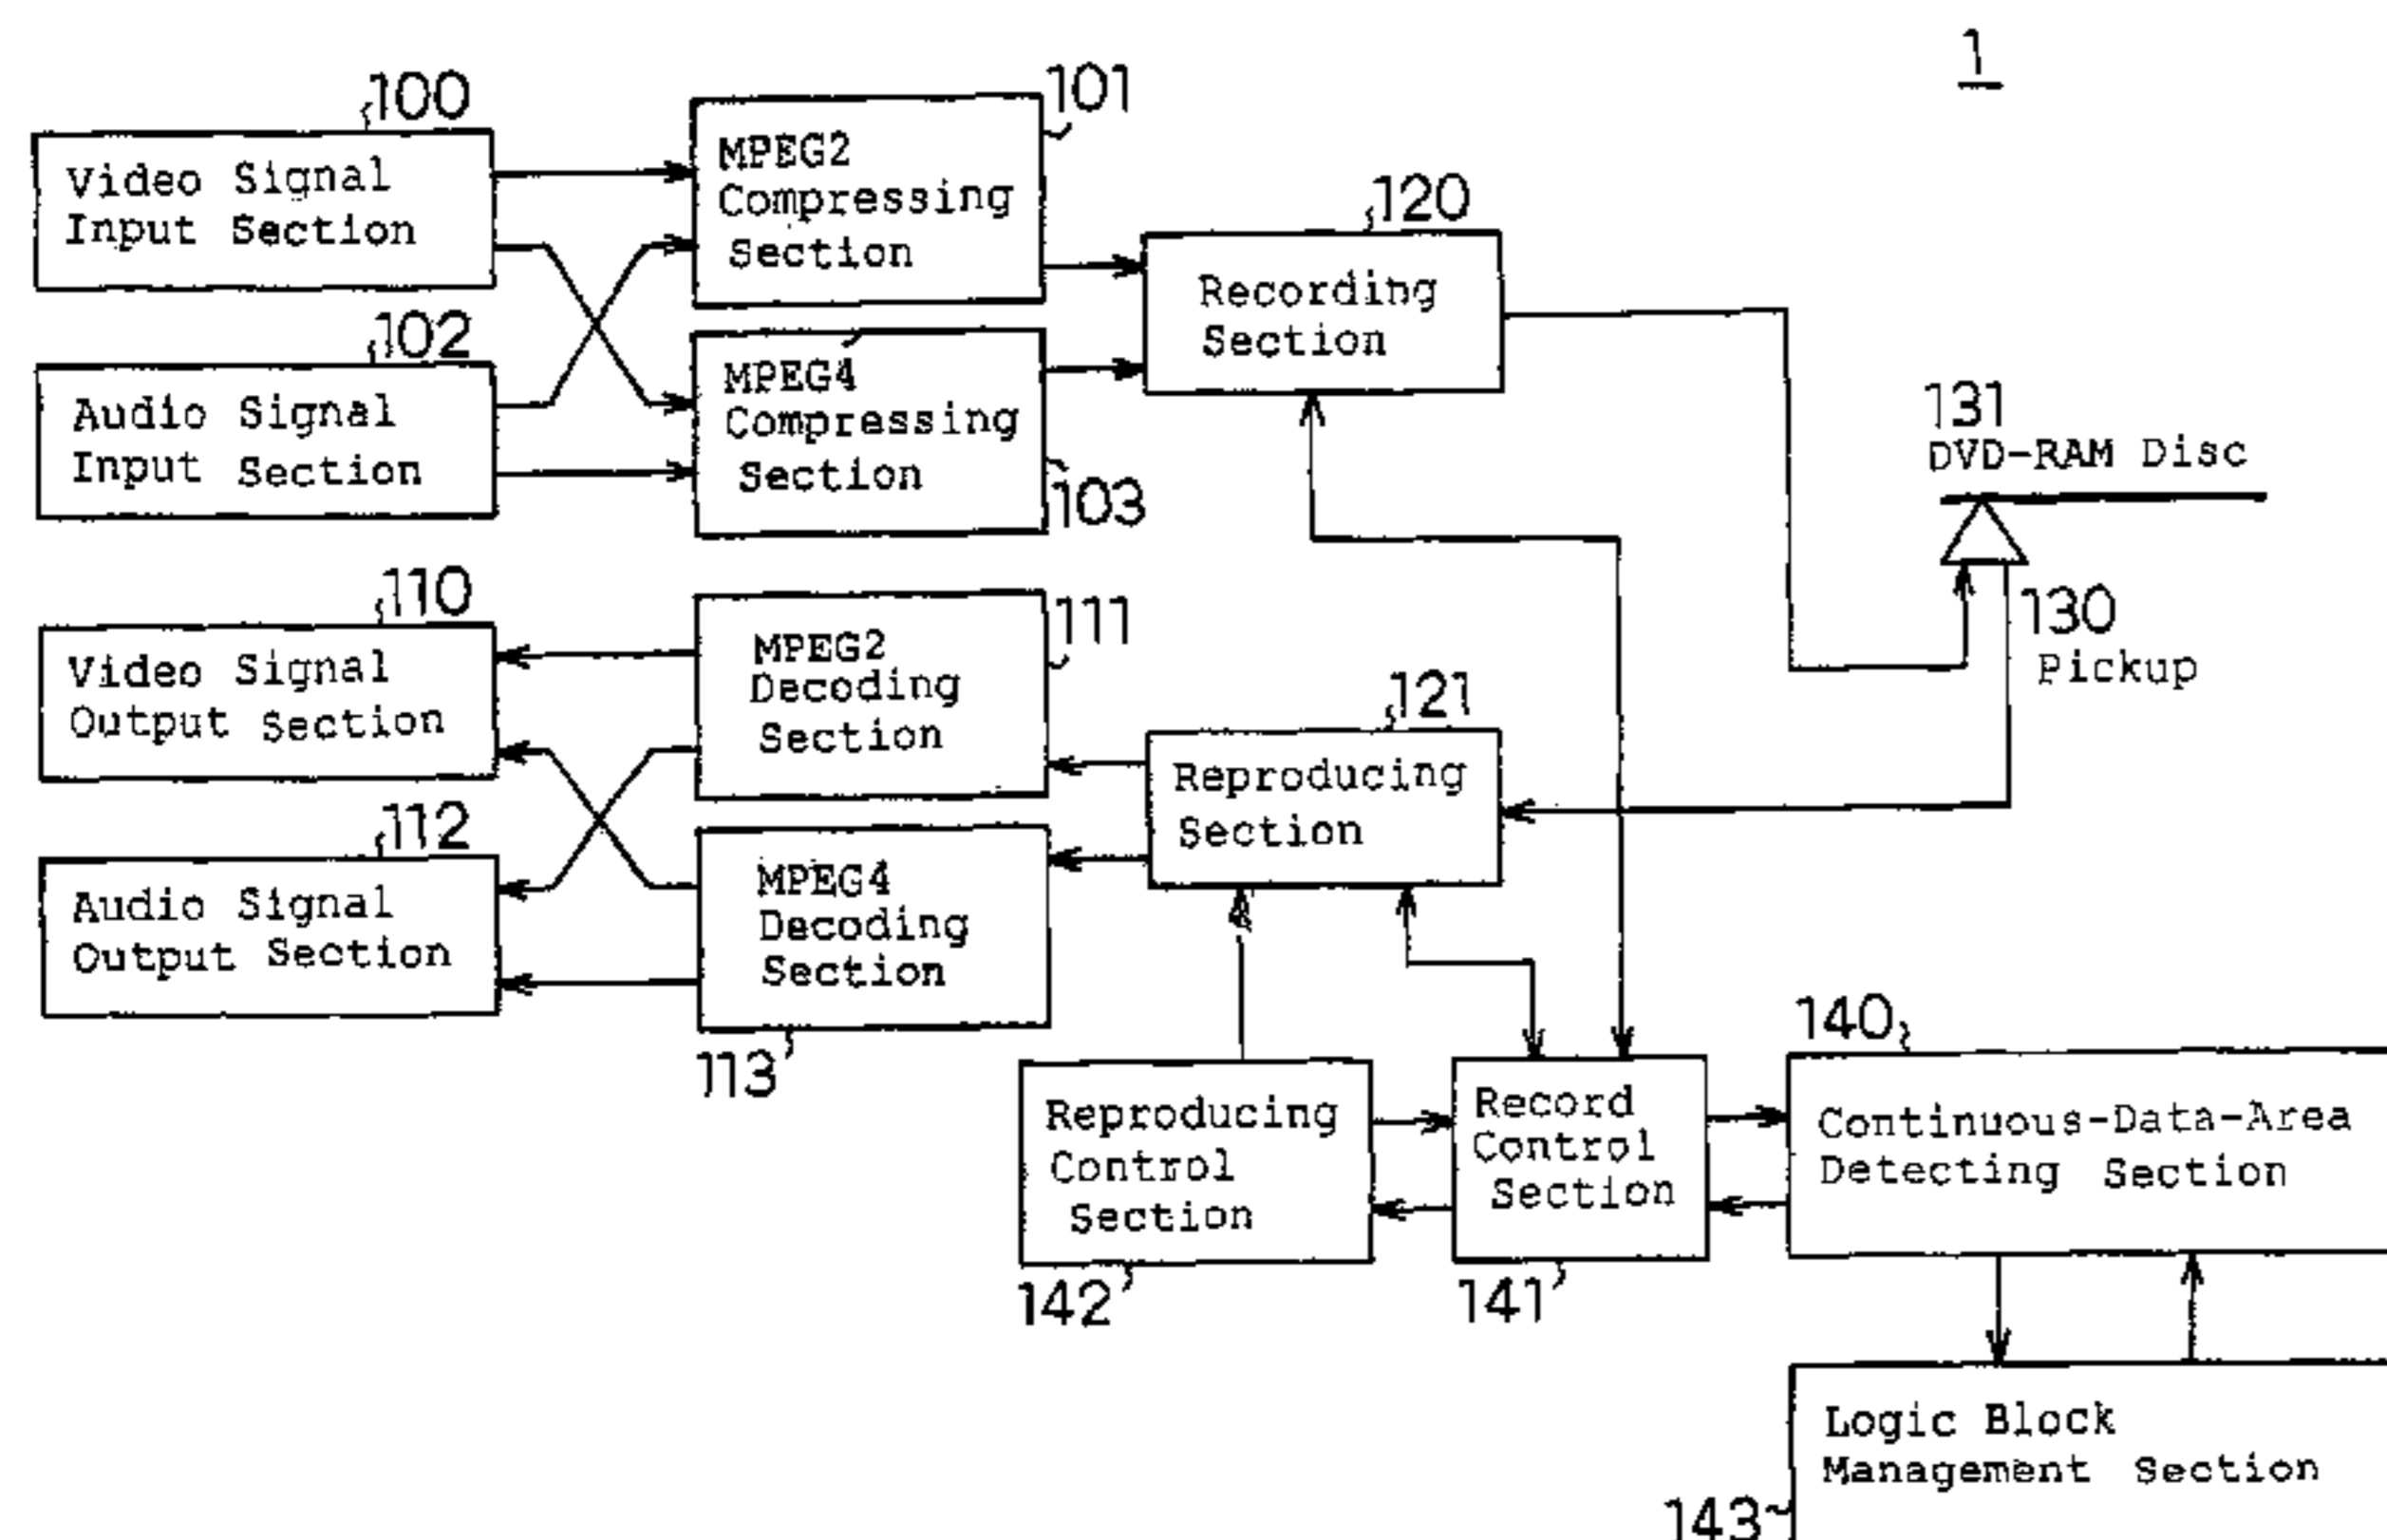 1
100
Video Signal
Input Section
101
MPEG2
Compressing
Section
120
Recording
Section
102
Audio Signal
Input Section
MPEG4
Compressing
Section
103
131
DVD-RAM Disc
130
Pickup
110
Video Signal
Output Section
111
MPEG2
Decoding
Section
121
Reproducing
Section
112
Audio Signal
Output Section
MPEG4
Decoding
Section
113
140
Reproducing
Control
Section
142
Record
Control
Section
141
Continuous-Data-Area
Detecting Section
Logic Block
Management Section
143